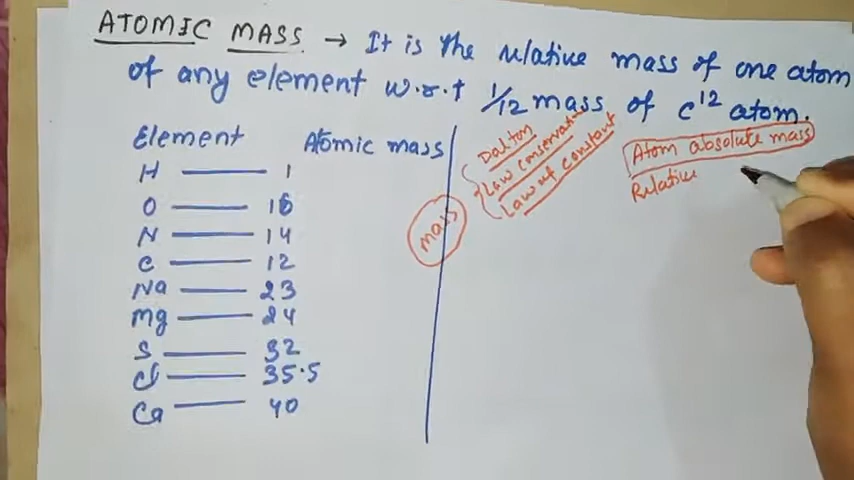 ATOMIC MASS → It is the relative mass of one atom
of any element w.r.t 1/12 mass of C¹² atom.
Element Atomic mass
H — 1
O — 16
N — 14
C — 12
Na — 23
Mg — 24
S — 32
Cl — 35.5
Ca — 40
mass
Dalton
Law conservation
Law of constant
Atom absolute mass
Relative